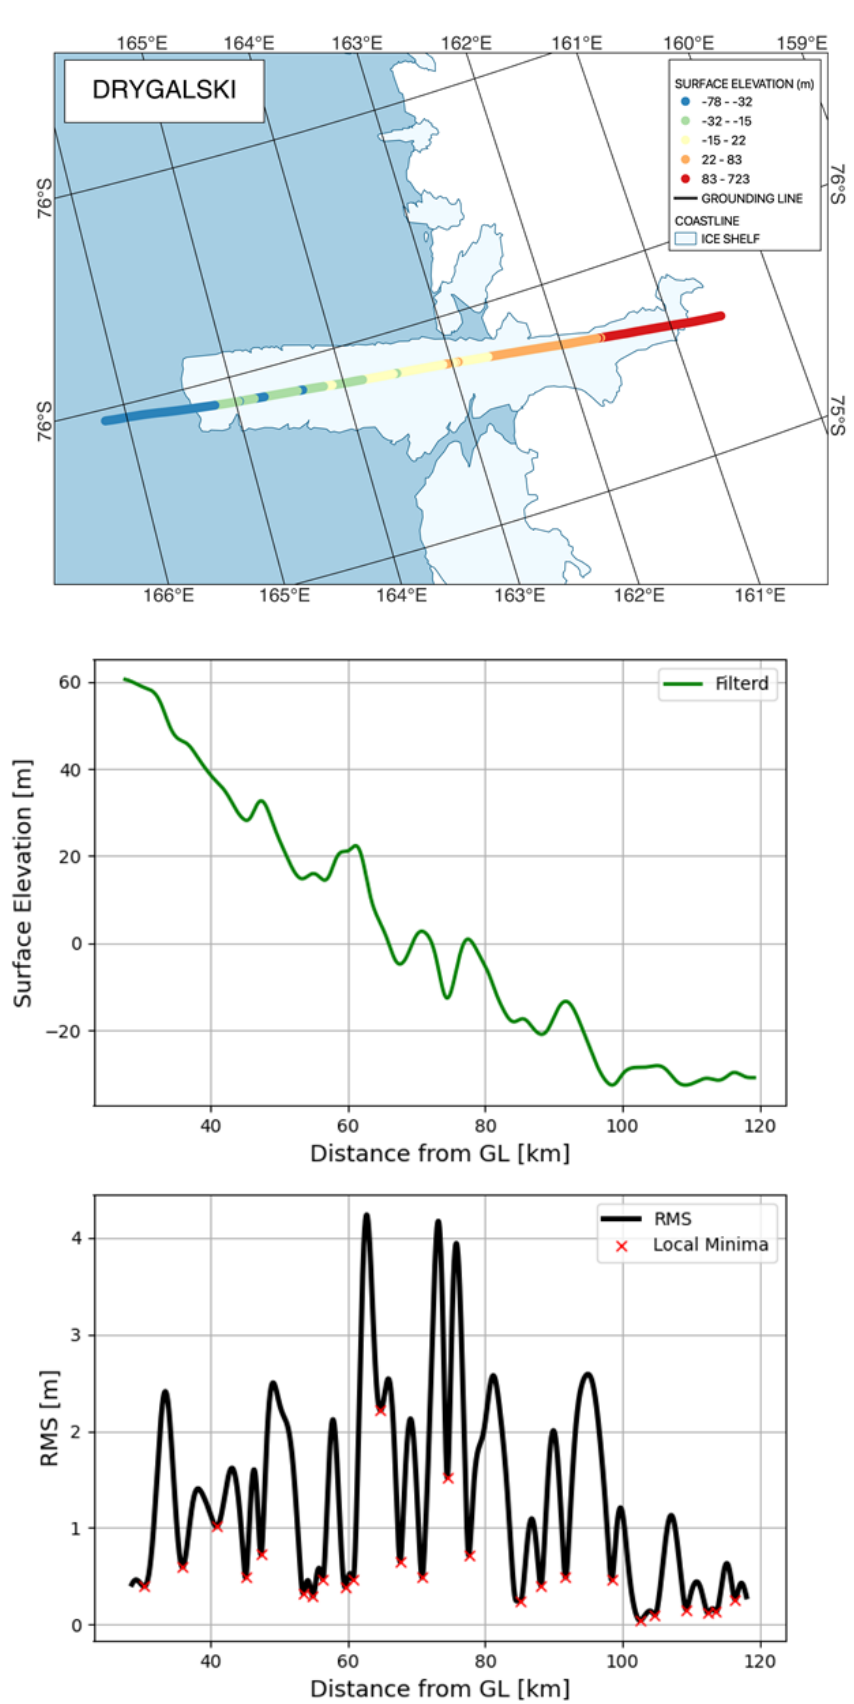 165°E 164°E 163°E 162°E 161°E 160°E 159°E
DRYGALSKI
SURFACE ELEVATION (m)
-78 - -32
-32 - -15
-15 - 22
22 - 83
83 - 723
GROUNDING LINE
COASTLINE
ICE SHELF
76°S
76°S
76°S
75°S
166°E 165°E 164°E 163°E 162°E 161°E
Filterd
60
40
20
0
−20
Surface Elevation [m]
40 60 80 100 120
Distance from GL [km]
RMS
Local Minima
4
3
2
1
0
RMS [m]
40 60 80 100 120
Distance from GL [km]